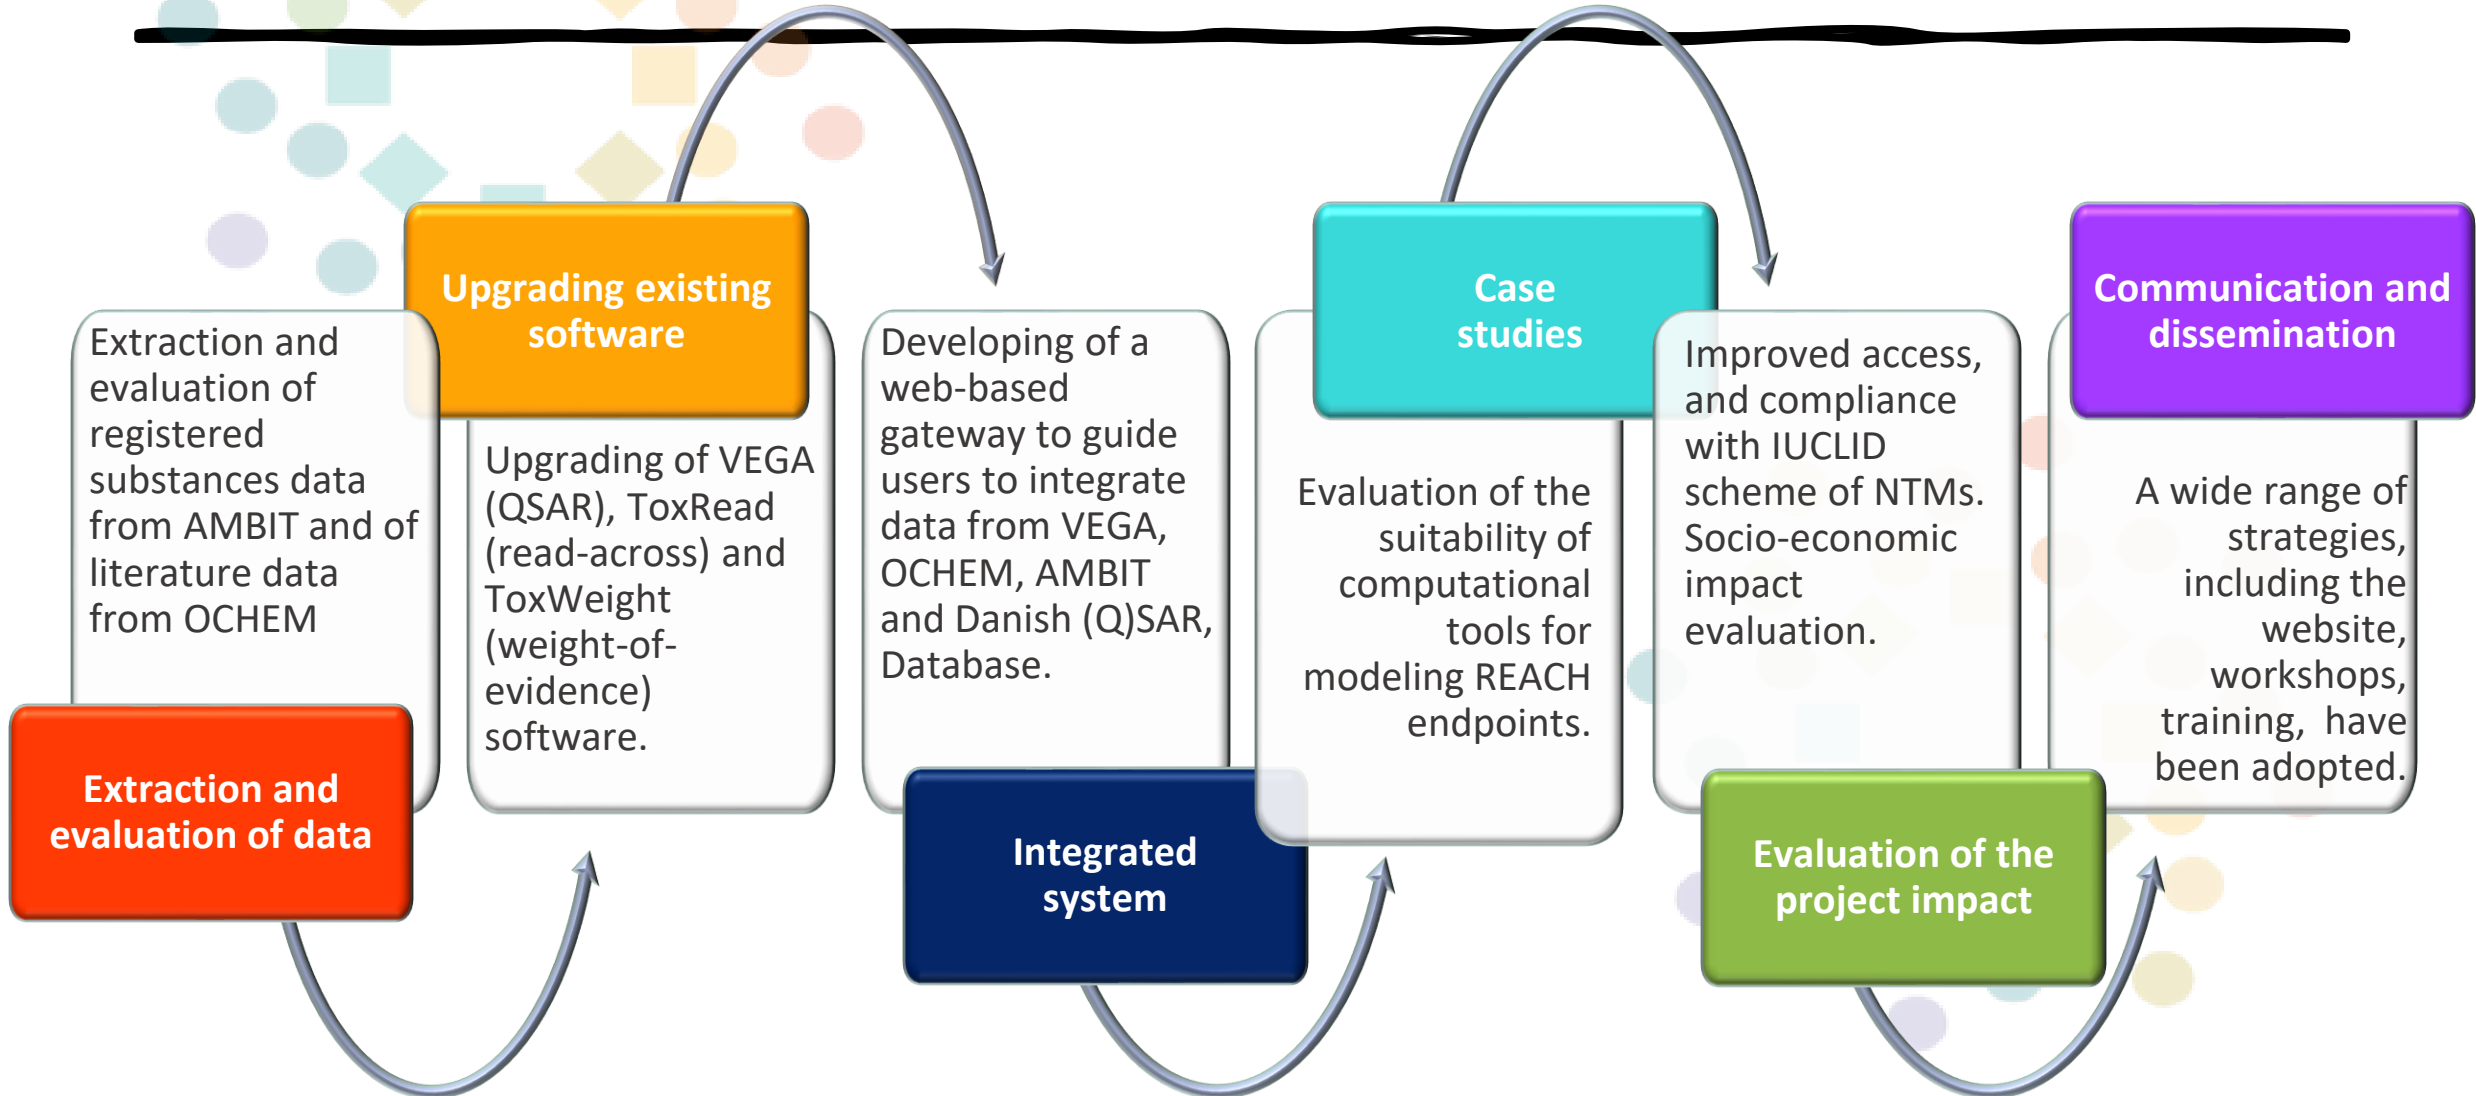 Extraction and
evaluation of
registered
substances data
from AMBIT and of
literature data
from OCHEM
Extraction and
evaluation of data
Upgrading existing
software
Upgrading of VEGA
(QSAR), ToxRead
(read-across) and
ToxWeight
(weight-of-
evidence)
software.
Developing of a
web-based
gateway to guide
users to integrate
data from VEGA,
OCHEM, AMBIT
and Danish (Q)SAR,
Database.
Integrated
system
Case
studies
Evaluation of the
suitability of
computational
tools for
modeling REACH
endpoints.
Improved access,
and compliance
with IUCLID
scheme of NTMs.
Socio-economic
impact
evaluation.
Evaluation of the
project impact
Communication and
dissemination
A wide range of
strategies,
including the
website,
workshops,
training,  have
been adopted.